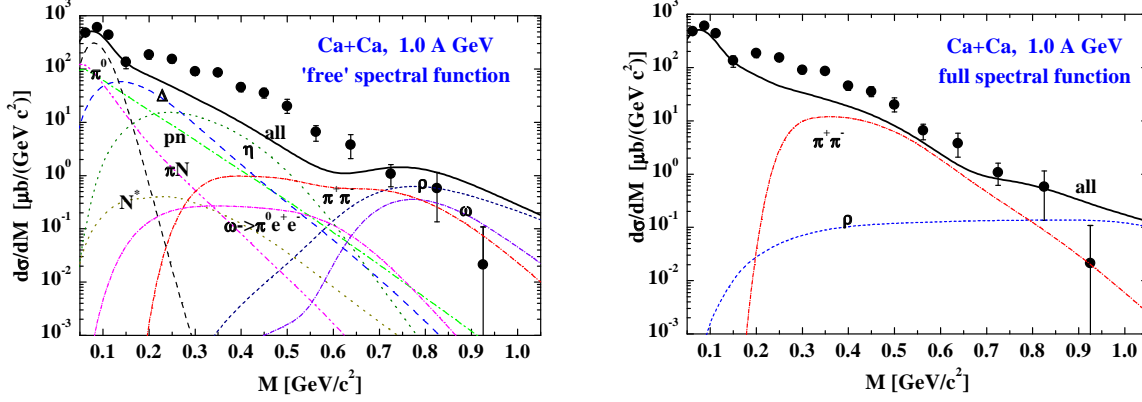 Ca+Ca, 1.0 A GeV
'free' spectral function
dσ/dM [μb/(GeV c²)]
10³
10²
10¹
10⁰
10⁻¹
10⁻²
10⁻³
π⁰
Δ
pn
πN
N*
η
all
π⁺π⁻
ρ
ω
ω->π⁰e⁺e⁻
0.1 0.2 0.3 0.4 0.5 0.6 0.7 0.8 0.9 1.0
M [GeV/c²]
Ca+Ca, 1.0 A GeV
full spectral function
dσ/dM [μb/(GeV c²)]
10³
10²
10¹
10⁰
10⁻¹
10⁻²
10⁻³
π⁺π⁻
all
ρ
0.1 0.2 0.3 0.4 0.5 0.6 0.7 0.8 0.9 1.0
M [GeV/c²]